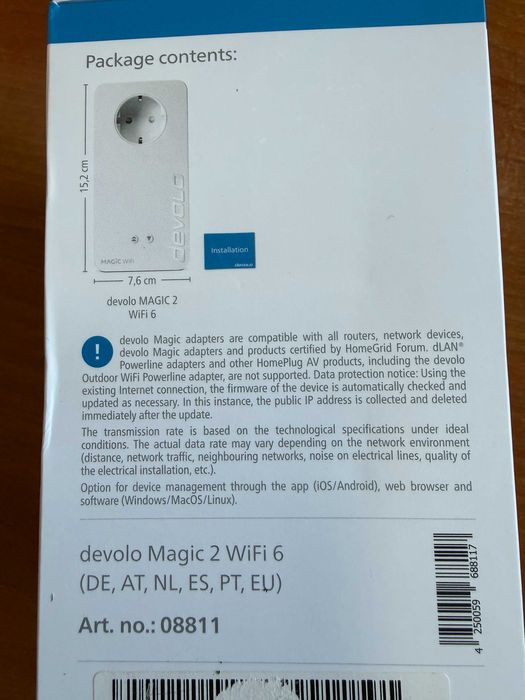 Package contents:
15,2 cm
devolo
MAGIC WiFi
Installation
devolo
7,6 cm
devolo MAGIC 2
WiFi 6
!
devolo Magic adapters are compatible with all routers, network devices,
devolo Magic adapters and products certified by HomeGrid Forum. dLAN®
Powerline adapters and other HomePlug AV products, including the devolo
Outdoor WiFi Powerline adapter, are not supported. Data protection notice: Using the
existing Internet connection, the firmware of the device is automatically checked and
updated as necessary. In this instance, the public IP address is collected and deleted
immediately after the update.
The transmission rate is based on the technological specifications under ideal
conditions. The actual data rate may vary depending on the network environment
(distance, network traffic, neighbouring networks, noise on electrical lines, quality of
the electrical installation, etc.).
Option for device management through the app (iOS/Android), web browser and
software (Windows/MacOS/Linux).
devolo Magic 2 WiFi 6
(DE, AT, NL, ES, PT, EU)
Art. no.: 08811
4 250059 688117